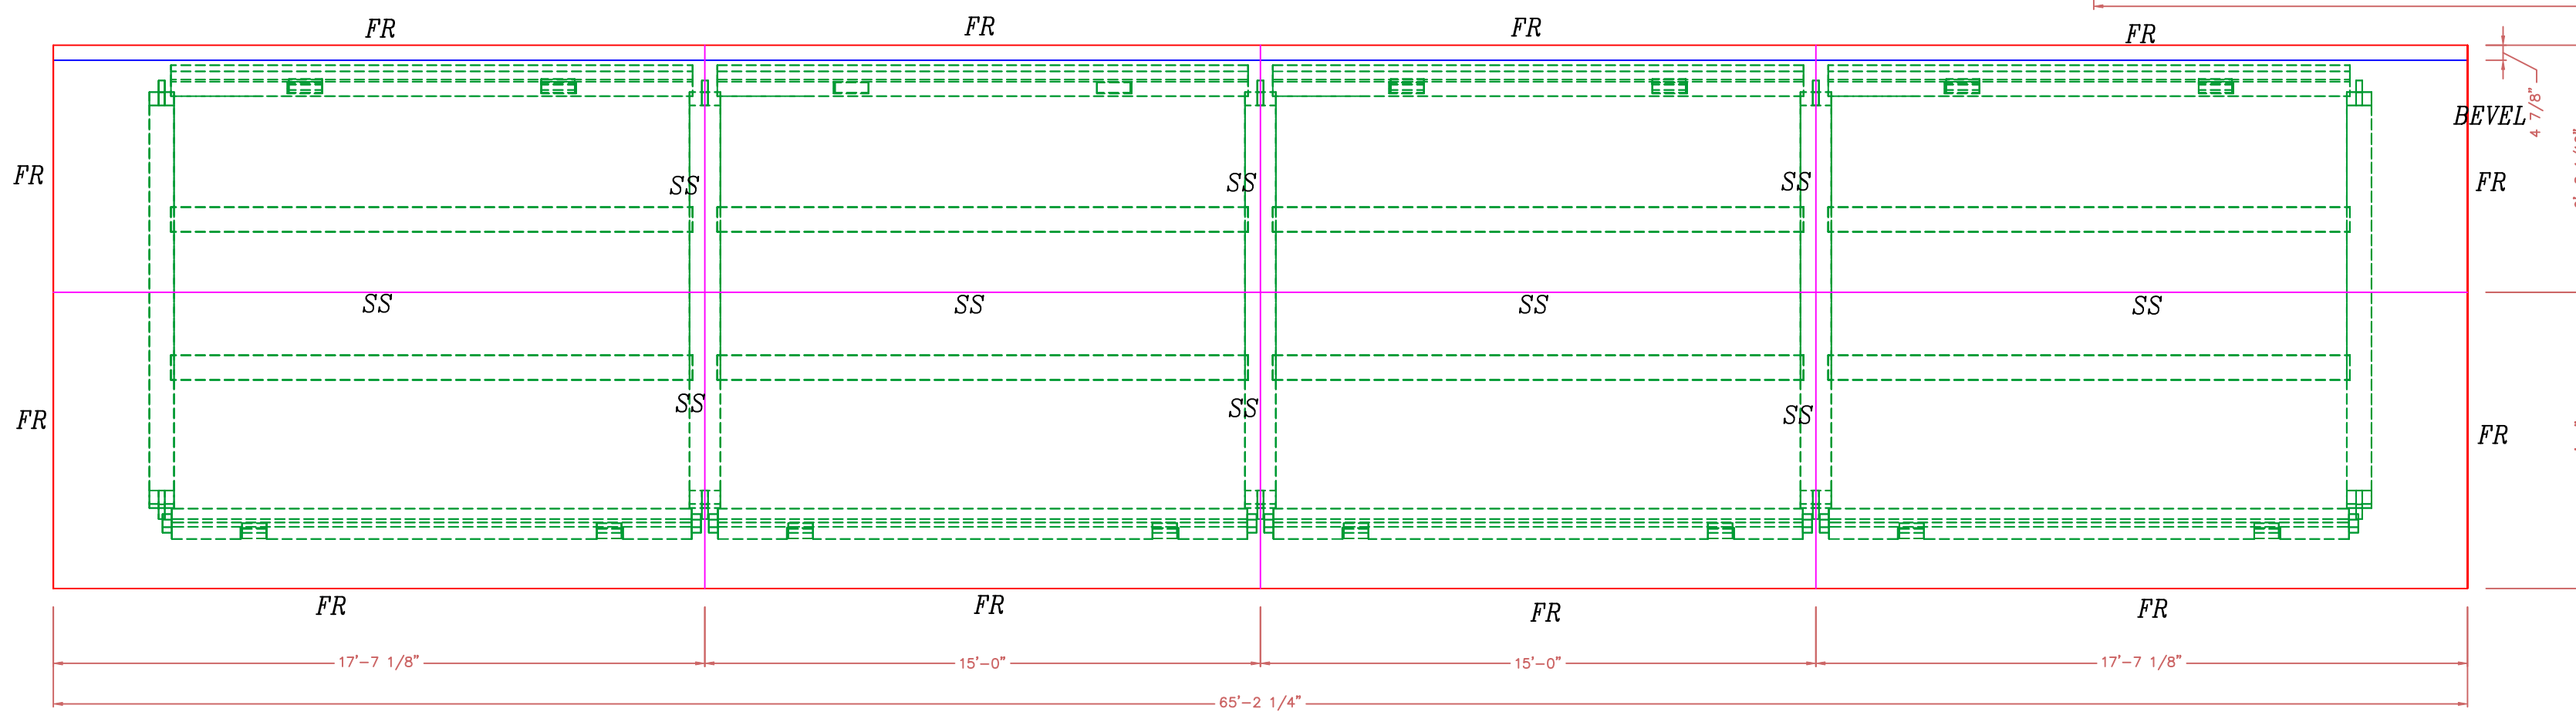 FR FR FR FR
4 7/8"
BEVEL
FR SS SS SS FR
SS SS SS SS
FR SS SS SS FR
FR FR FR FR
17'-7 1/8" 15'-0" 15'-0" 17'-7 1/8"
65'-2 1/4"